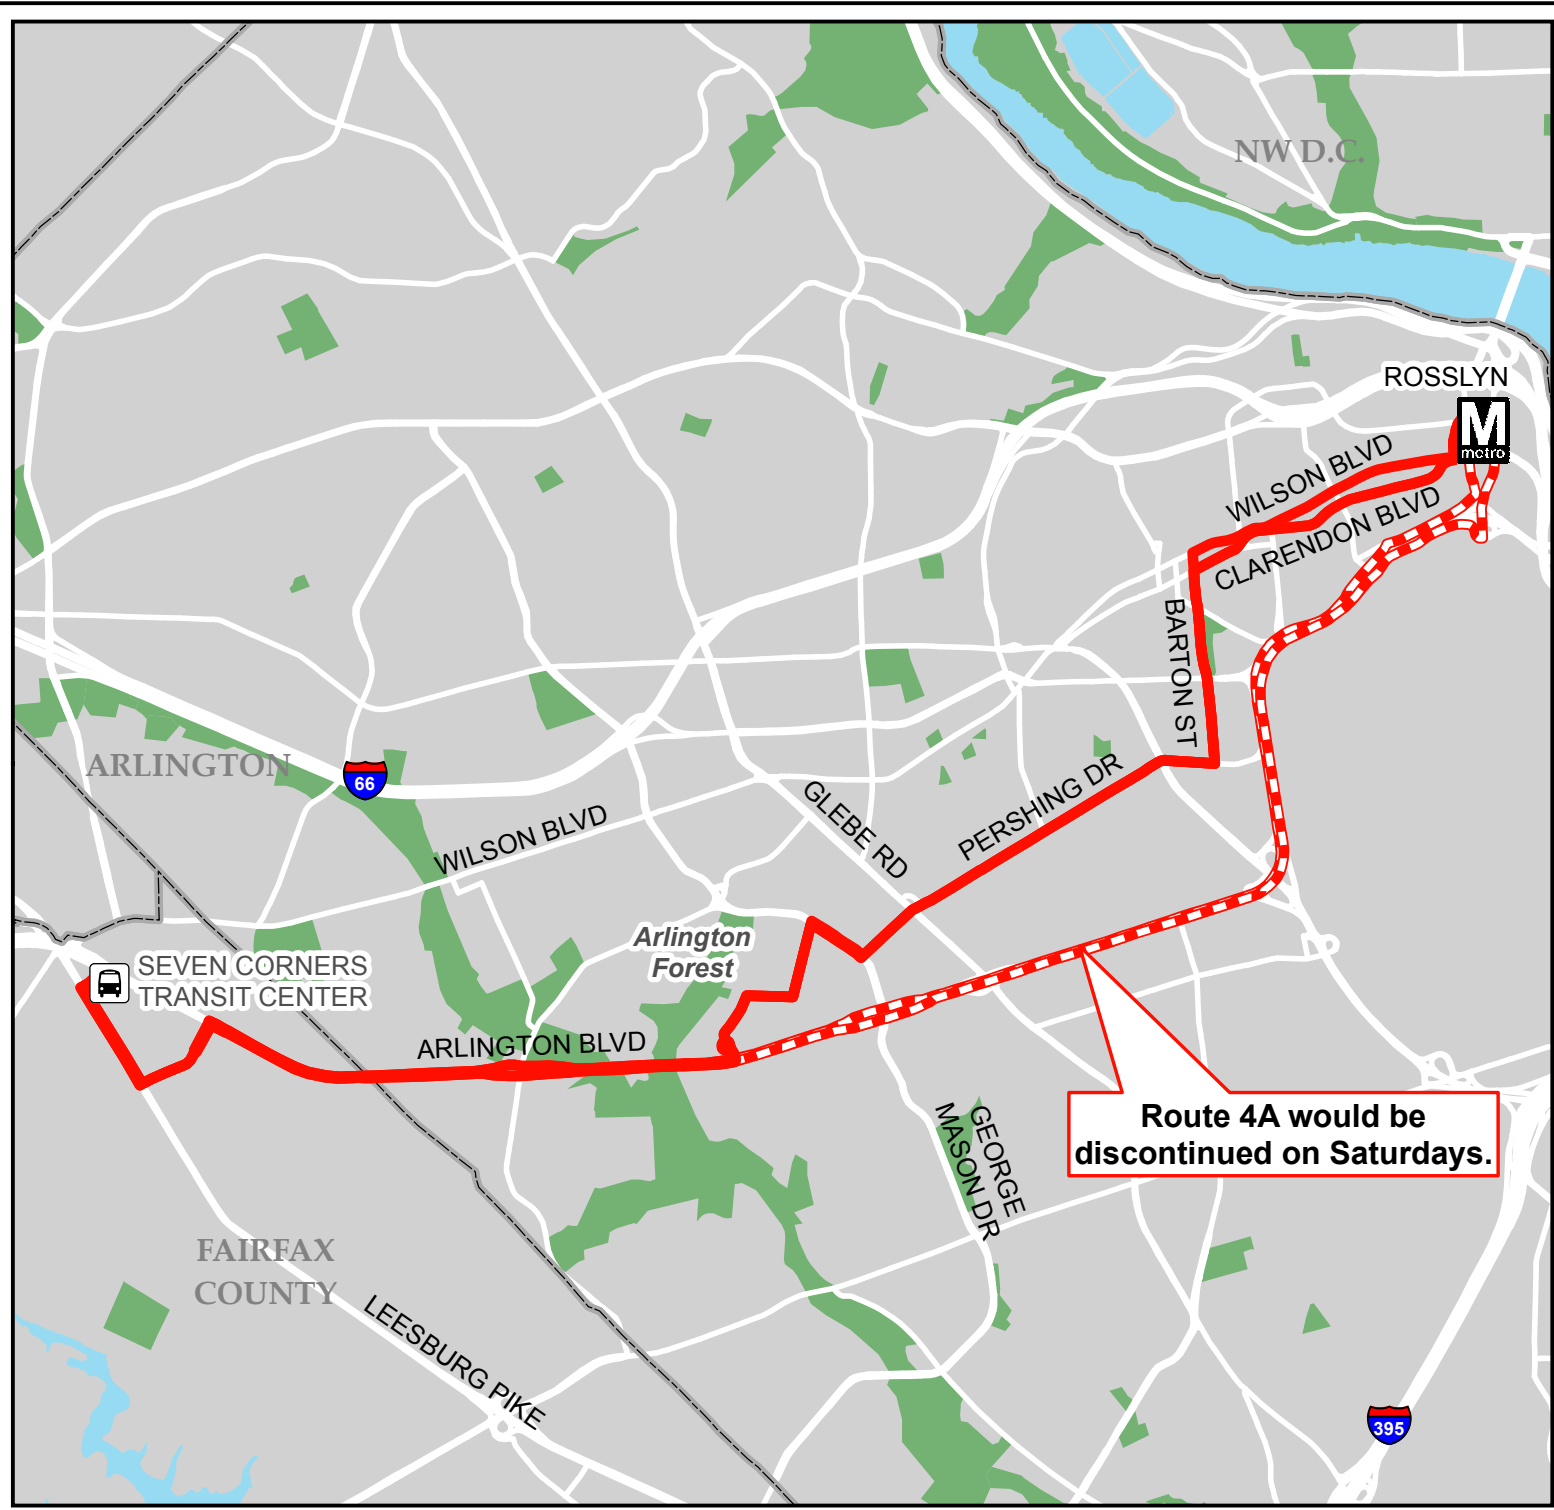 NW D.C.
ROSSLYN
M
metro
WILSON BLVD
CLARENDON BLVD
BARTON ST
ARLINGTON
66
PERSHING DR
GLEBE RD
WILSON BLVD
Arlington
Forest
SEVEN CORNERS
TRANSIT CENTER
ARLINGTON BLVD
Route 4A would be
discontinued on Saturdays.
GEORGE
MASON DR
FAIRFAX
COUNTY
LEESBURG PIKE
395